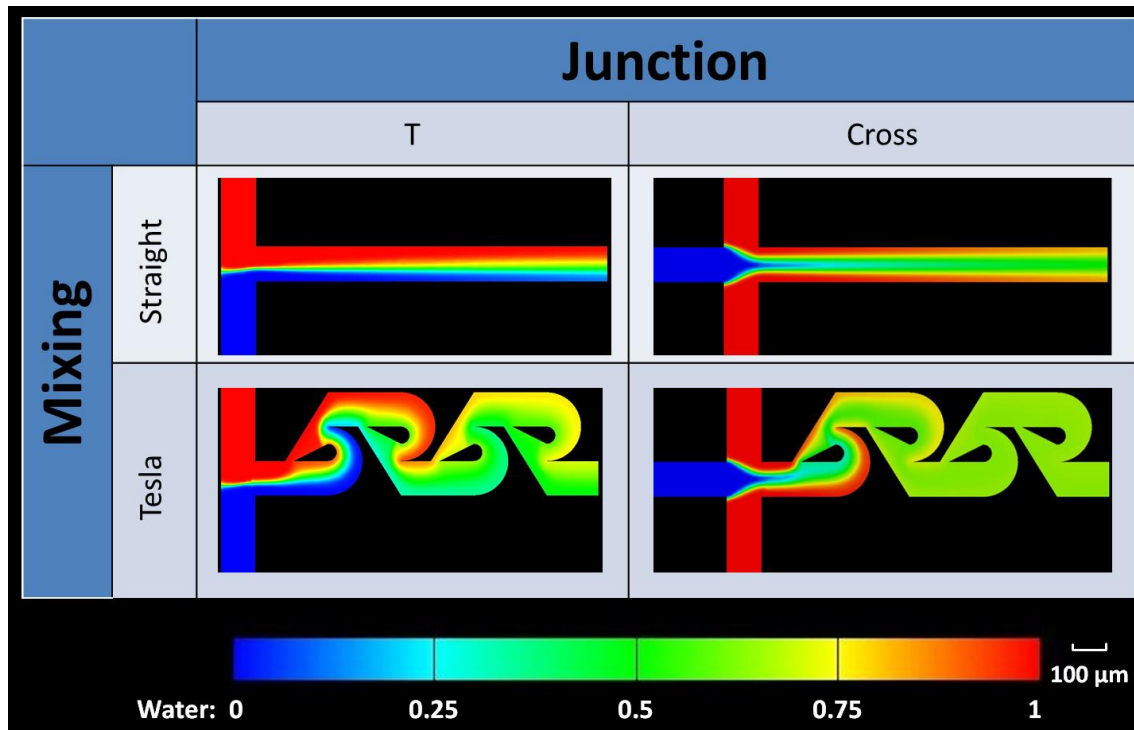 Junction
T
Cross
Mixing
Straight
Tesla
100 µm
Water: 0 0.25 0.5 0.75 1